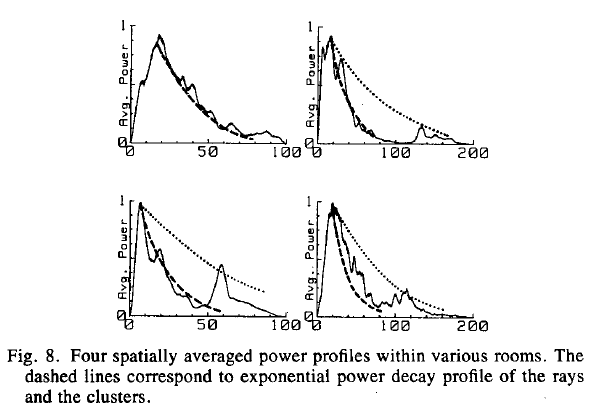 1
Avg. Power
0
0
50
100
1
Avg. Power
0
0
100
200
1
Avg. Power
0
0
50
100
1
Avg. Power
0
0
100
200
Fig. 8. Four spatially averaged power profiles within various rooms. The
dashed lines correspond to exponential power decay profile of the rays
and the clusters.